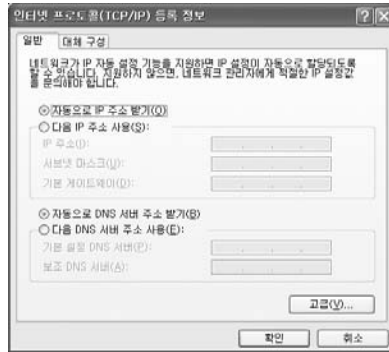 인터넷 프로토콜(TCP/IP) 등록 정보
일반
대체 구성
네트워크가 IP 자동 설정 기능을 지원하면 IP 설정이 자동으로 할당되도록
할 수 있습니다. 지원하지 않으면, 네트워크 관리자에게 적절한 IP 설정값
을 문의해야 합니다.
자동으로 IP 주소 받기(O)
다음 IP 주소 사용(S):
IP 주소(I):
서브넷 마스크(U):
기본 게이트웨이(D):
자동으로 DNS 서버 주소 받기(B)
다음 DNS 서버 주소 사용(E):
기본 설정 DNS 서버(P):
보조 DNS 서버(A):
고급(V)...
확인
취소